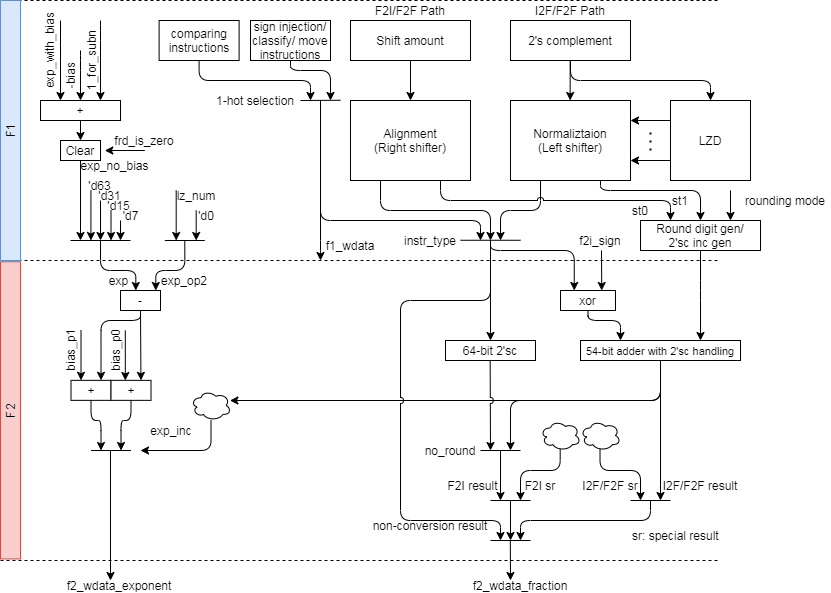 F2I/F2F Path
I2F/F2F Path
exp_with_bias
-bias
1_for_subn
comparing
instructions
sign injection/
classify/ move
instructions
Shift amount
2's complement
1-hot selection
+
F1
Clear
frd_is_zero
exp_no_bias
Alignment
(Right shifter)
Normaliztaion
(Left shifter)
LZD
'd63
'd31
'd15
'd7
lz_num
'd0
st1
st0
rounding mode
Round digit gen/
2'sc inc gen
instr_type
f1_wdata
f2i_sign
exp
exp_op2
-
xor
bias_p1
bias_p0
64-bit 2'sc
54-bit adder with 2'sc handling
+
+
F2
exp_inc
no_round
F2I result
F2I sr
I2F/F2F sr
I2F/F2F result
non-conversion result
sr: special result
f2_wdata_exponent
f2_wdata_fraction